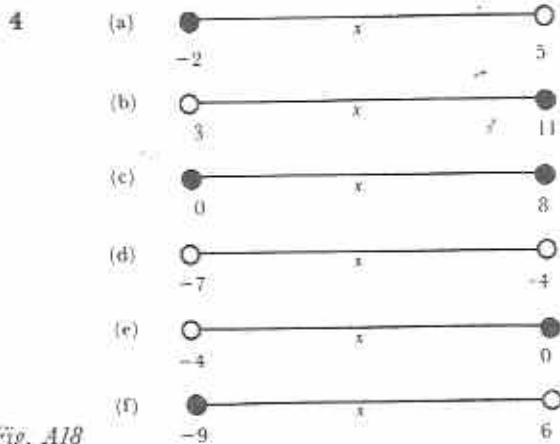 4 (a) x
−2 5
(b) x
3 11
(c) x
0 8
(d) x
−7 -4
(e) x
−4 0
(f) x
Fig. A18 −9 6